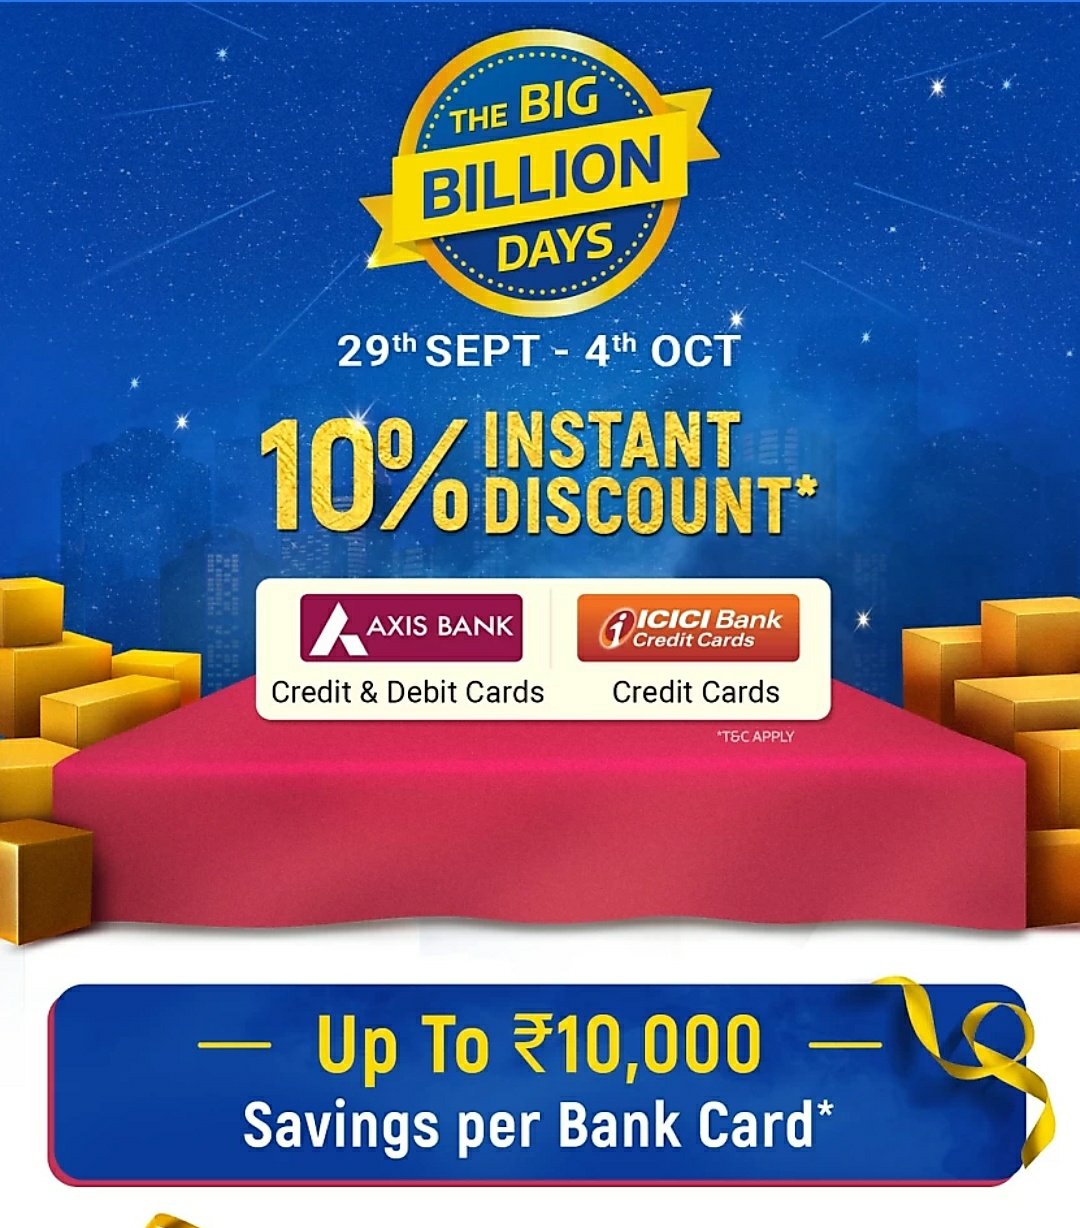 THE BIG
BILLION
DAYS
29th SEPT - 4th OCT
10% INSTANT
DISCOUNT*
AXIS BANK
Credit & Debit Cards
ICICI Bank
Credit Cards
Credit Cards
*T&C APPLY
Up To ₹10,000
Savings per Bank Card*